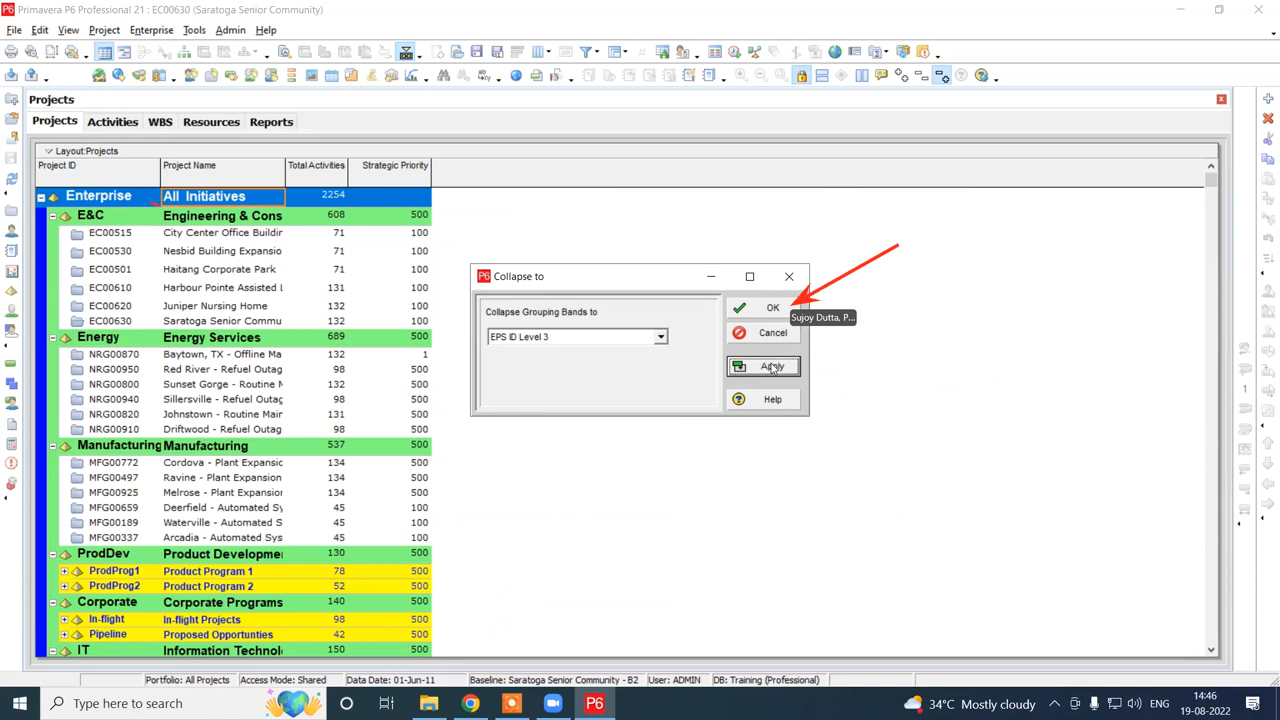 Primavera P6 Professional 21 : EC00630 (Saratoga Senior Community)
File Edit View Project Enterprise Tools Admin Help
Projects
Projects Activities WBS Resources Reports
Layout:Projects
Project ID Project Name Total Activities Strategic Priority
Enterprise All Initiatives 2254
E&C Engineering & Cons 608 500
EC00515 City Center Office Buildir 71 100
EC00530 Nesbid Building Expansio 71 100
EC00501 Haitang Corporate Park 71 100
EC00610 Harbour Pointe Assisted L 131 100
EC00620 Juniper Nursing Home 132 100
EC00630 Saratoga Senior Commu 132 100
Energy Energy Services 689 500
NRG00870 Baytown, TX - Offline Ma 132 1
NRG00950 Red River - Refuel Outag 98 500
NRG00800 Sunset Gorge - Routine M 132 500
NRG00940 Sillersville - Refuel Outag 98 500
NRG00820 Johnstown - Routine Main 131 500
NRG00910 Driftwood - Refuel Outag 98 500
Manufacturing Manufacturing 537 500
MFG00772 Cordova - Plant Expansic 134 500
MFG00497 Ravine - Plant Expansion 134 500
MFG00925 Melrose - Plant Expansion 134 500
MFG00659 Deerfield - Automated Sy 45 100
MFG00189 Waterville - Automated S 45 100
MFG00337 Arcadia - Automated Sys 45 100
ProdDev Product Developme 130 500
ProdProg1 Product Program 1 78 500
ProdProg2 Product Program 2 52 500
Corporate Corporate Programs 140 500
In-flight In-flight Projects 98 500
Pipeline Proposed Opportunties 42 500
IT Information Technol 150 500
P6 Collapse to
Collapse Grouping Bands to
EPS ID Level 3
OK
Sujoy Dutta, P...
Cancel
Apply
Help
Portfolio: All Projects Access Mode: Shared Data Date: 01-Jun-11 Baseline: Saratoga Senior Community - B2 User: ADMIN DB: Training (Professional)
Type here to search P6 34°C Mostly cloudy ENG 14:46
19-08-2022